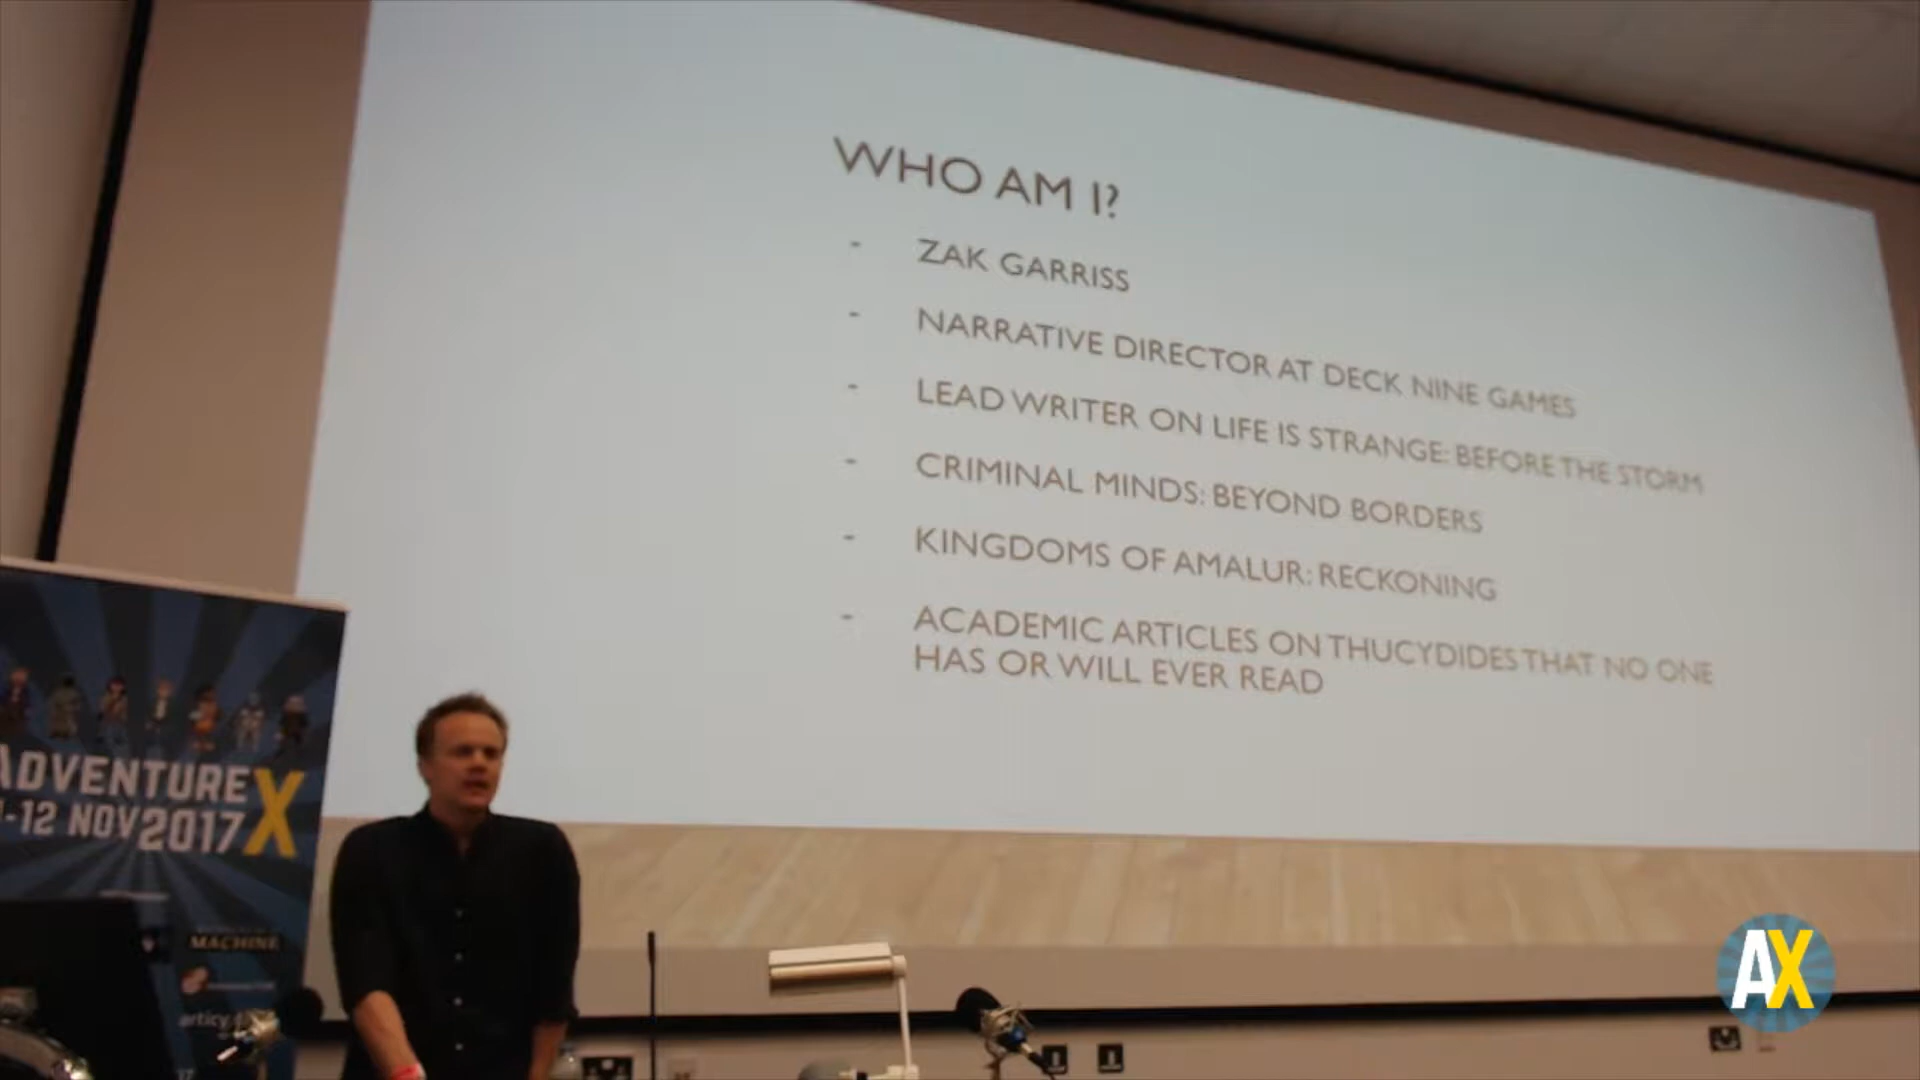 WHO AM I?
- ZAK GARRISS
- NARRATIVE DIRECTOR AT DECK NINE GAMES
- LEAD WRITER ON LIFE IS STRANGE: BEFORE THE STORM
- CRIMINAL MINDS: BEYOND BORDERS
- KINGDOMS OF AMALUR: RECKONING
- ACADEMIC ARTICLES ON THUCYDIDES THAT NO ONE
HAS OR WILL EVER READ
ADVENTURE X
-12 NOV 2017
MACHINE
articy
AX